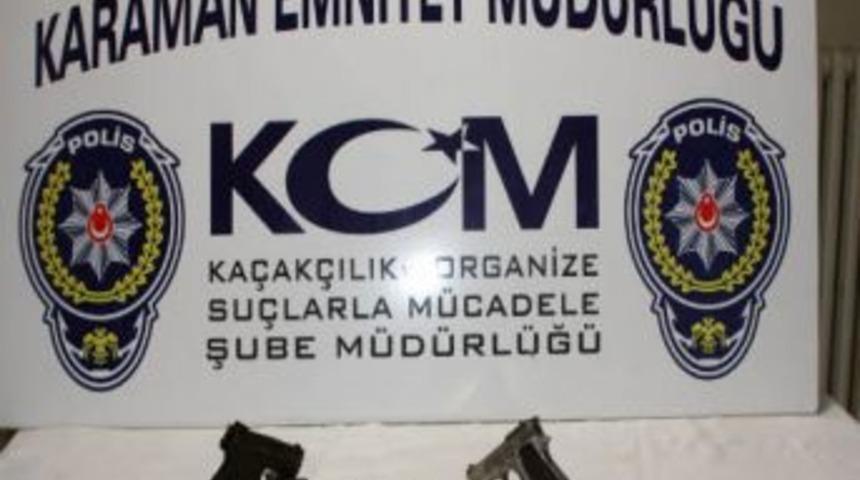 KARAMAN EMNİYET MÜDÜRLÜĞÜ
POLİS
KOM
POLİS
KAÇAKÇILIK ORGANİZE
SUÇLARLA MÜCADELE
ŞUBE MÜDÜRLÜĞÜ